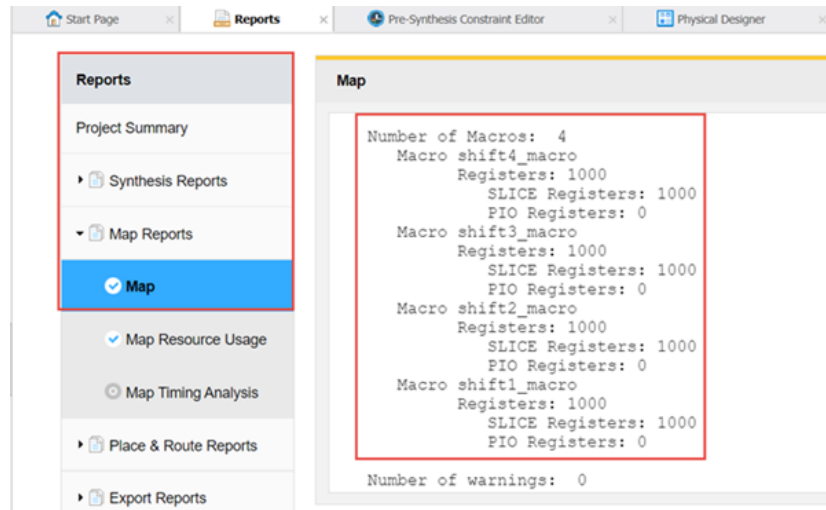 Start Page
Reports
Pre-Synthesis Constraint Editor
Physical Designer
Reports
Project Summary
Synthesis Reports
Map Reports
Map
Map Resource Usage
Map Timing Analysis
Place & Route Reports
Export Reports
Map
Number of Macros: 4
Macro shift4_macro
Registers: 1000
SLICE Registers: 1000
PIO Registers: 0
Macro shift3_macro
Registers: 1000
SLICE Registers: 1000
PIO Registers: 0
Macro shift2_macro
Registers: 1000
SLICE Registers: 1000
PIO Registers: 0
Macro shift1_macro
Registers: 1000
SLICE Registers: 1000
PIO Registers: 0
Number of warnings: 0